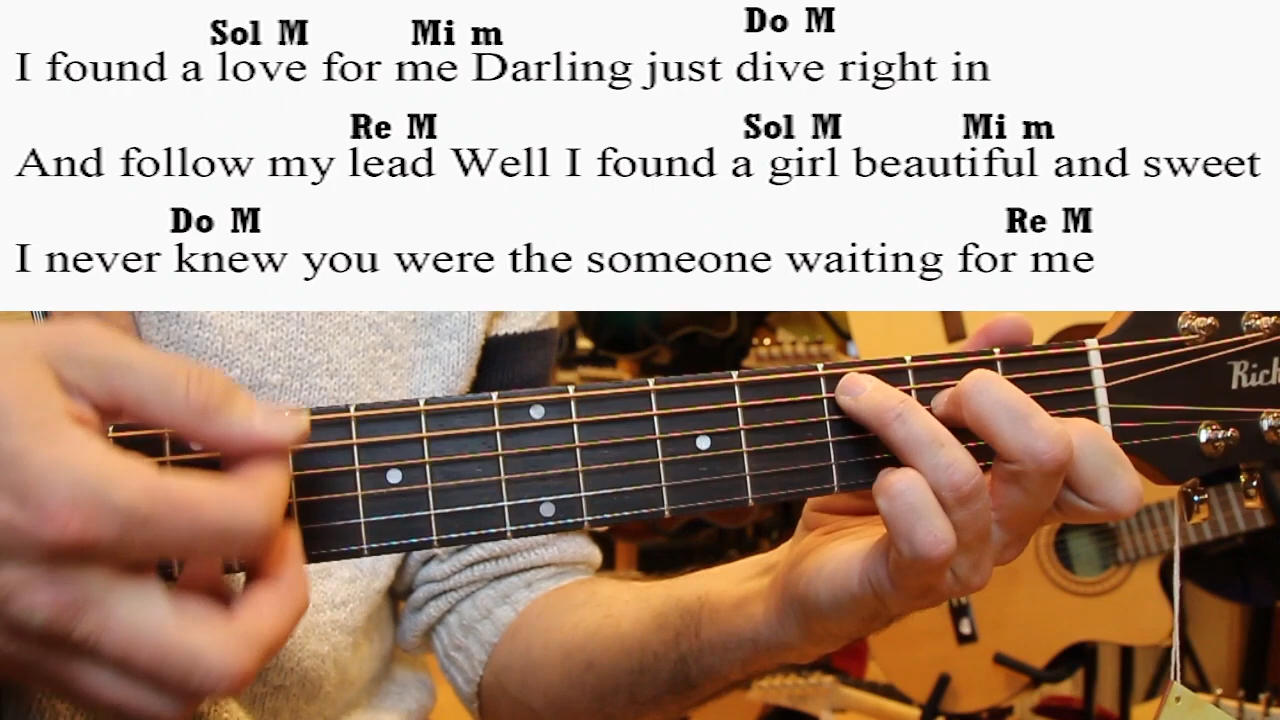 Sol M Mi m Do M
I found a love for me Darling just dive right in
Re M Sol M Mi m
And follow my lead Well I found a girl beautiful and sweet
Do M Re M
I never knew you were the someone waiting for me
Rich